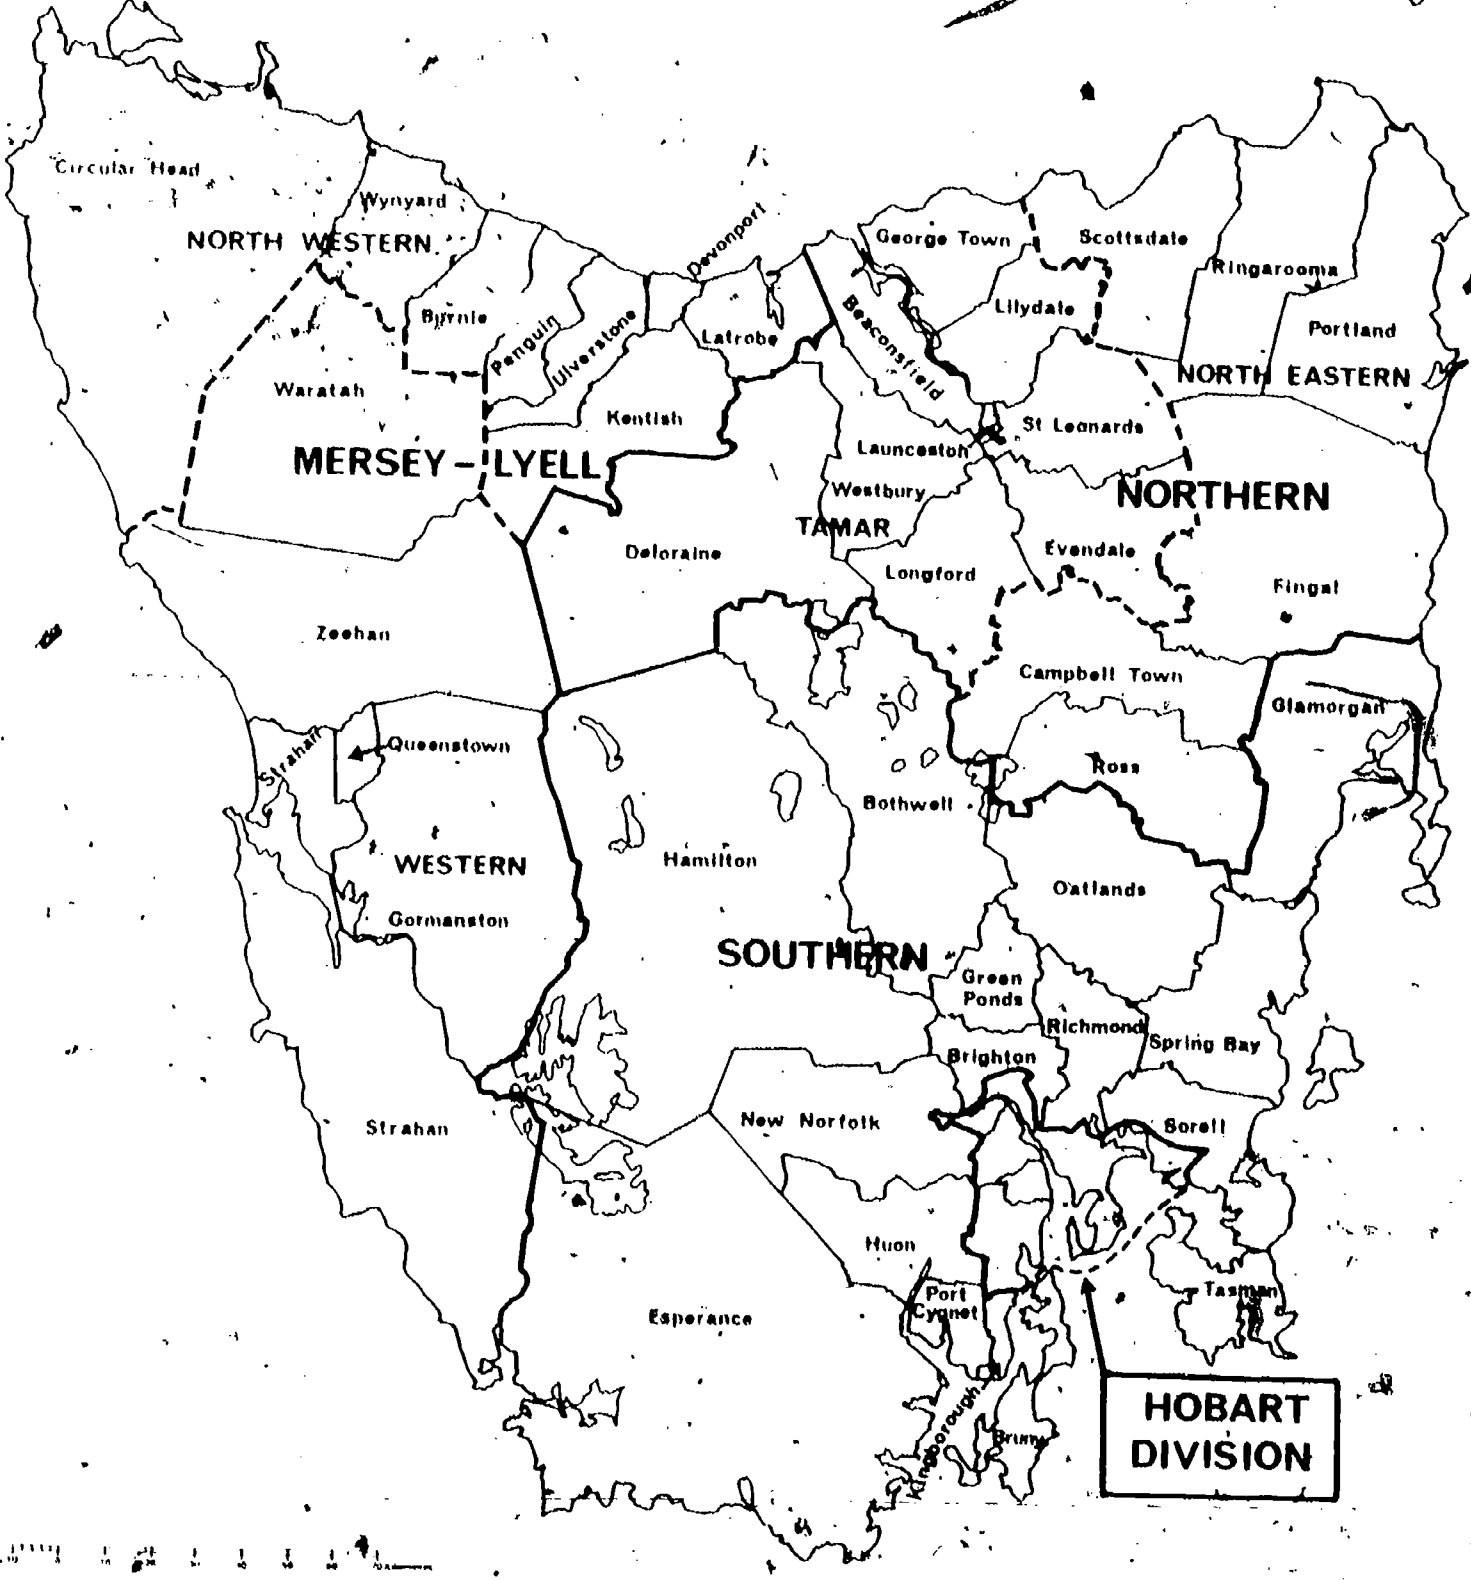 Circular Head
Wynyard
NORTH WESTERN
Devonport
George Town
Scottsdale
Ringarooma
Burnie
Penguin
Ulverstone
Latrobe
Beaconsfield
Lilydale
Portland
NORTH EASTERN
Waratah
Kentish
St Leonards
Launceston
MERSEY-LYELL
Westbury
NORTHERN
TAMAR
Deloraine
Evandale
Longford
Fingal
Zeehan
Campbell Town
Glamorgan
Strahan
Queenstown
Ross
Bothwell
WESTERN
Hamilton
Oatlands
Gormanston
SOUTHERN
Green
Ponds
Richmond
Spring Bay
Brighton
Strahan
New Norfolk
Sorell
Huon
Port
Cygnet
Tasman
Esperance
Kingborough
Bruny
HOBART
DIVISION